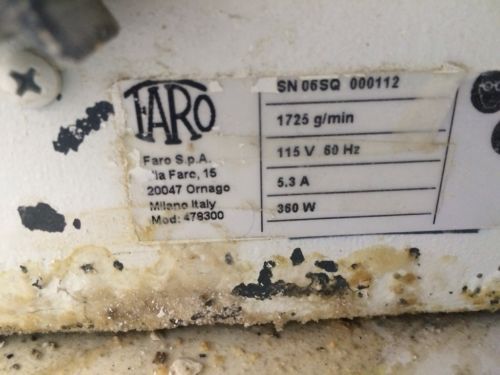 FARO
Faro S.p.A.
Via Faro, 15
20047 Ornago
Milano Italy
Mod: 478300
SN 06SQ 000112
1725 g/min
115 V 60 Hz
5.3 A
360 W